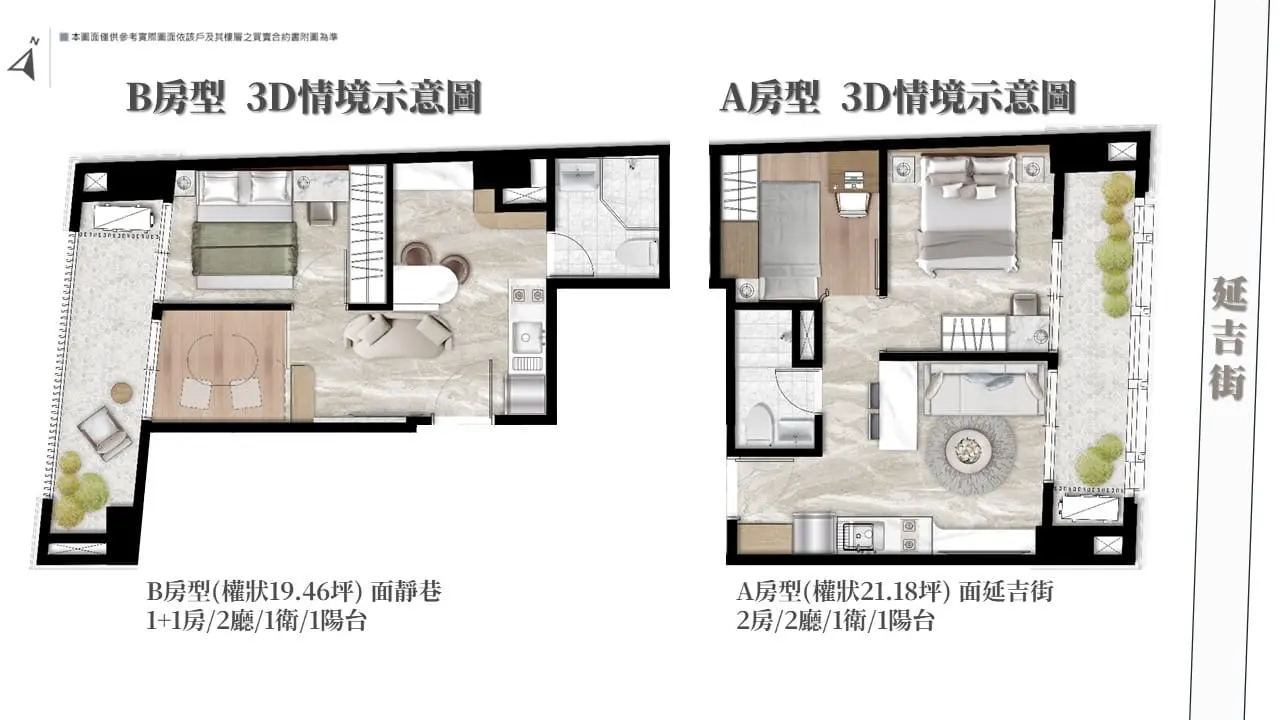 N
本圖面僅供參考實際圖面依該戶及其樓層之買賣合約書附圖為準
B房型 3D情境示意圖
A房型 3D情境示意圖
延吉街
B房型(權狀19.46坪) 面靜巷
1+1房/2廳/1衛/1陽台
A房型(權狀21.18坪) 面延吉街
2房/2廳/1衛/1陽台